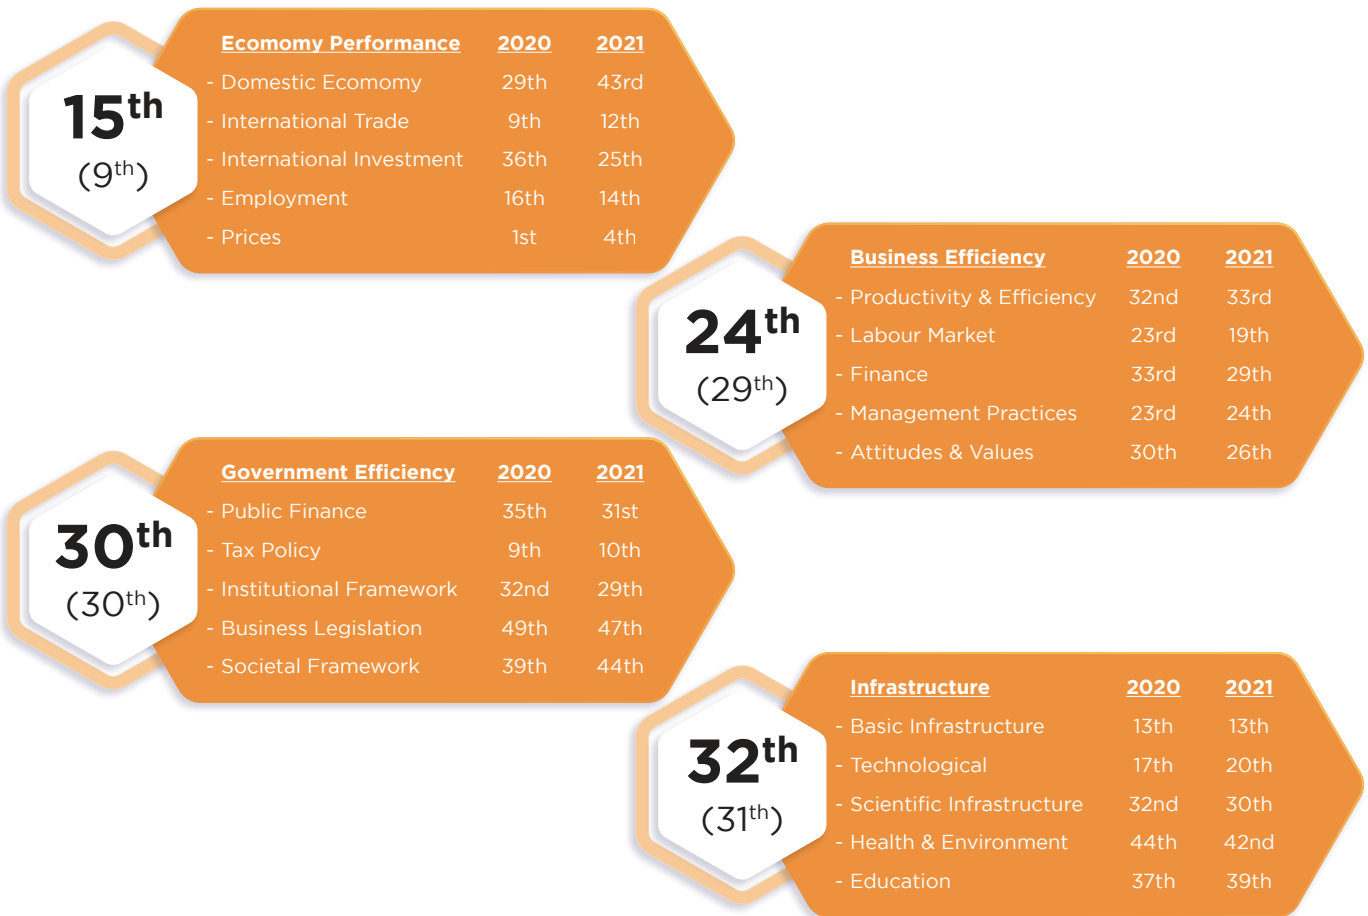 15th
(9th)
Ecomomy Performance 2020 2021
- Domestic Ecomomy 29th 43rd
- International Trade 9th 12th
- International Investment 36th 25th
- Employment 16th 14th
- Prices 1st 4th
24th
(29th)
Business Efficiency 2020 2021
- Productivity & Efficiency 32nd 33rd
- Labour Market 23rd 19th
- Finance 33rd 29th
- Management Practices 23rd 24th
- Attitudes & Values 30th 26th
30th
(30th)
Government Efficiency 2020 2021
- Public Finance 35th 31st
- Tax Policy 9th 10th
- Institutional Framework 32nd 29th
- Business Legislation 49th 47th
- Societal Framework 39th 44th
32th
(31th)
Infrastructure 2020 2021
- Basic Infrastructure 13th 13th
- Technological 17th 20th
- Scientific Infrastructure 32nd 30th
- Health & Environment 44th 42nd
- Education 37th 39th